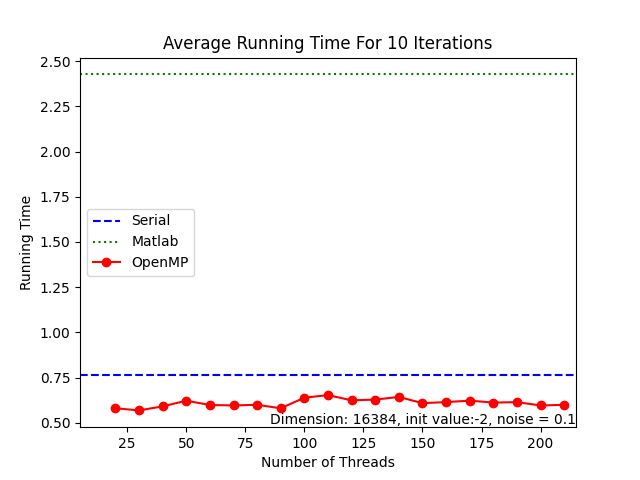 Average Running Time For 10 Iterations
2.50
2.25
2.00
1.75
1.50
1.25
1.00
0.75
0.50
Running Time
Serial
Matlab
OpenMP
Dimension: 16384, init value:-2, noise = 0.1
25 50 75 100 125 150 175 200
Number of Threads